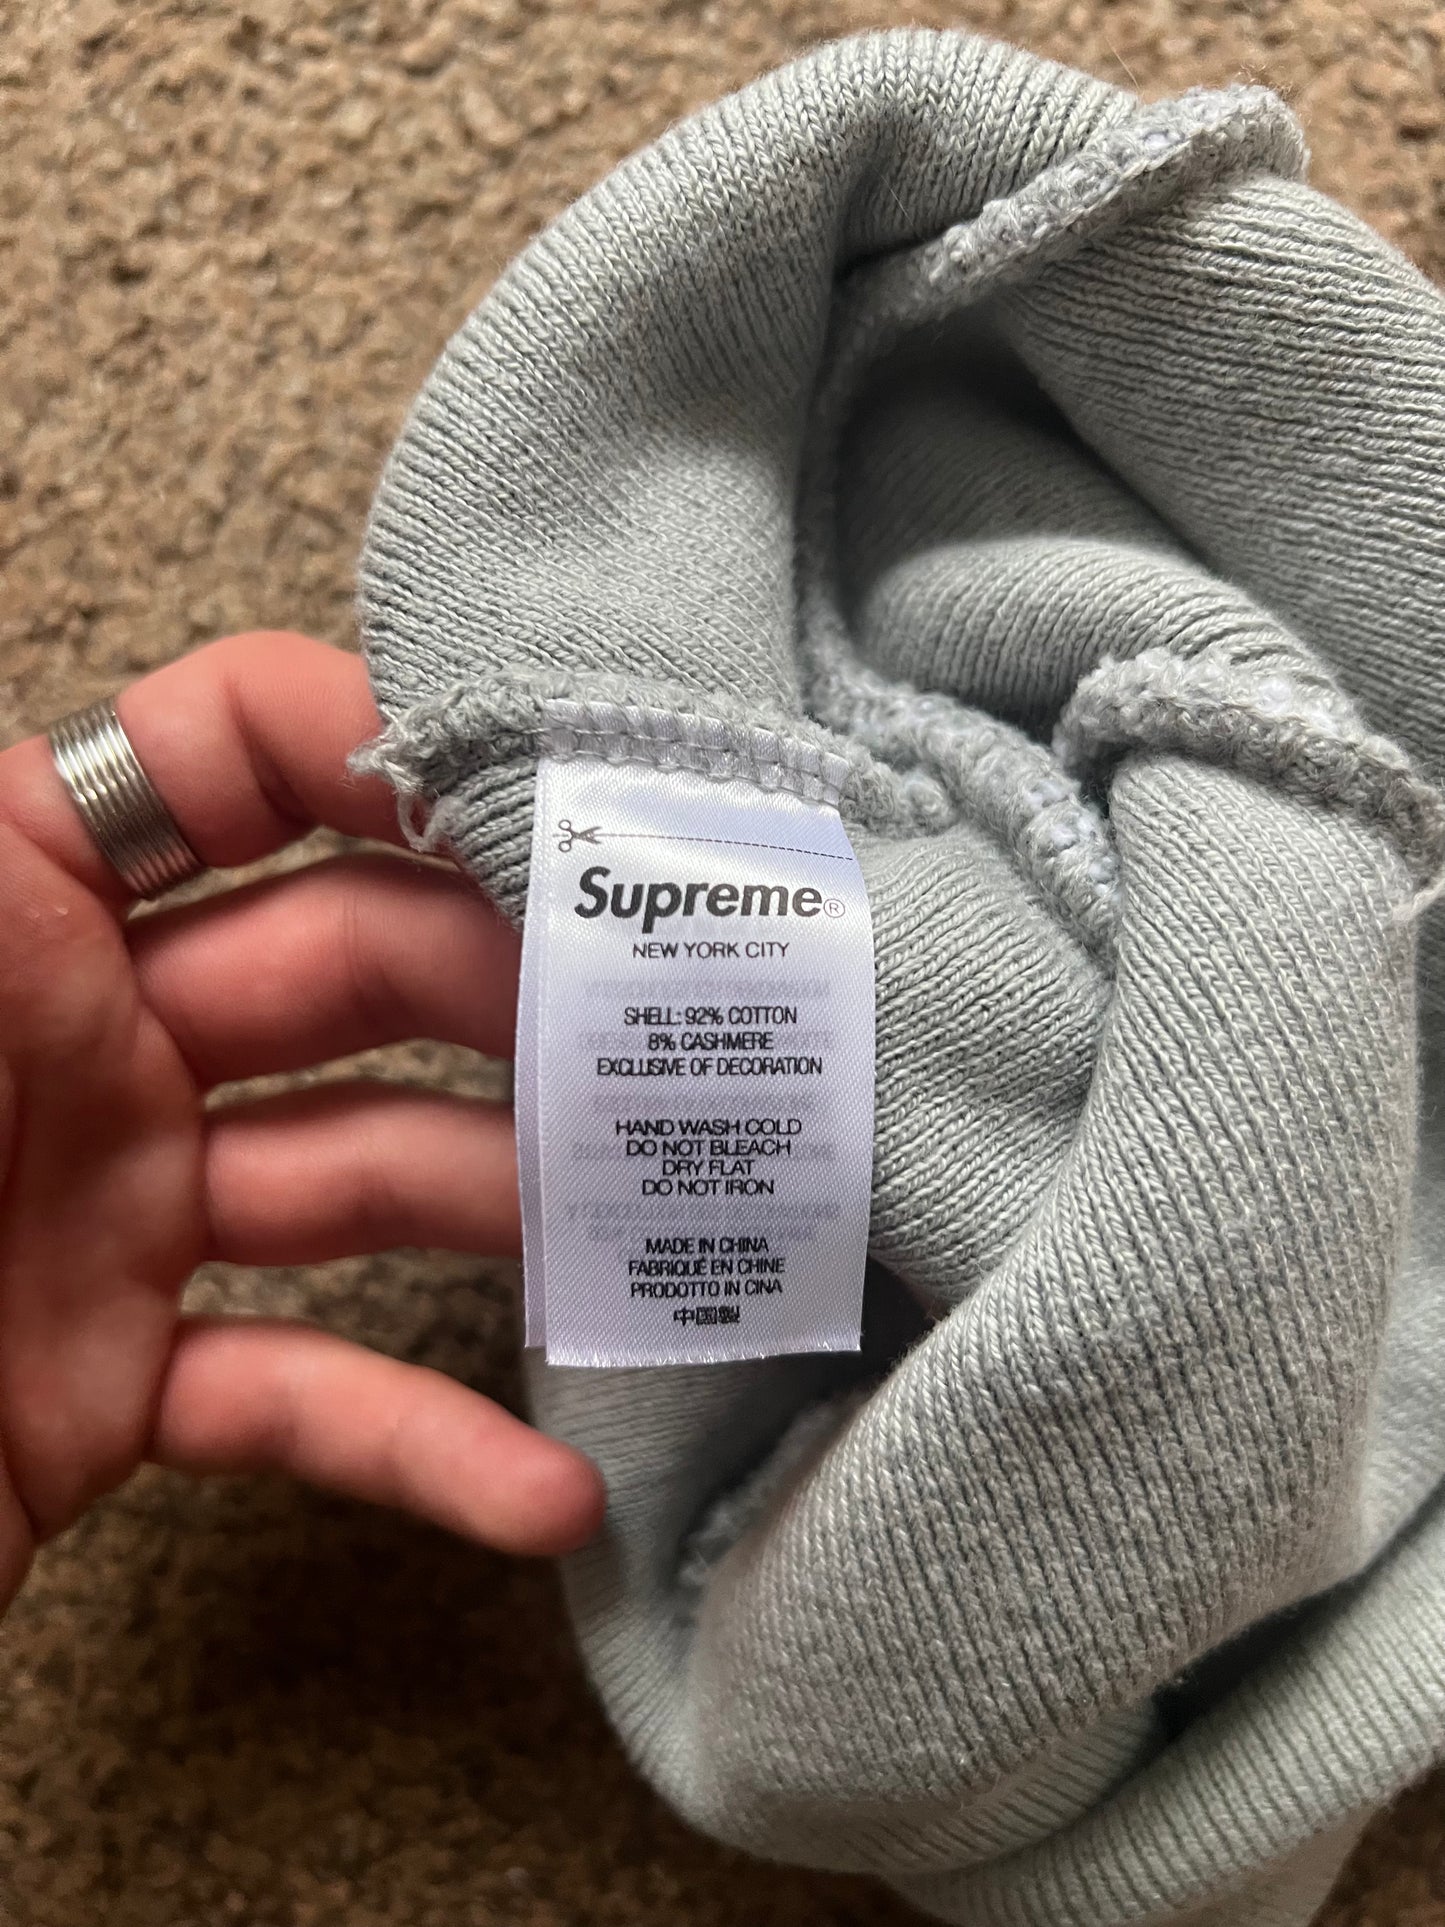 Supreme®
NEW YORK CITY
SHELL: 92% COTTON
8% CASHMERE
EXCLUSIVE OF DECORATION
HAND WASH COLD
DO NOT BLEACH
DRY FLAT
DO NOT IRON
MADE IN CHINA
FABRIQUÉ EN CHINE
PRODOTTO IN CINA
中国製